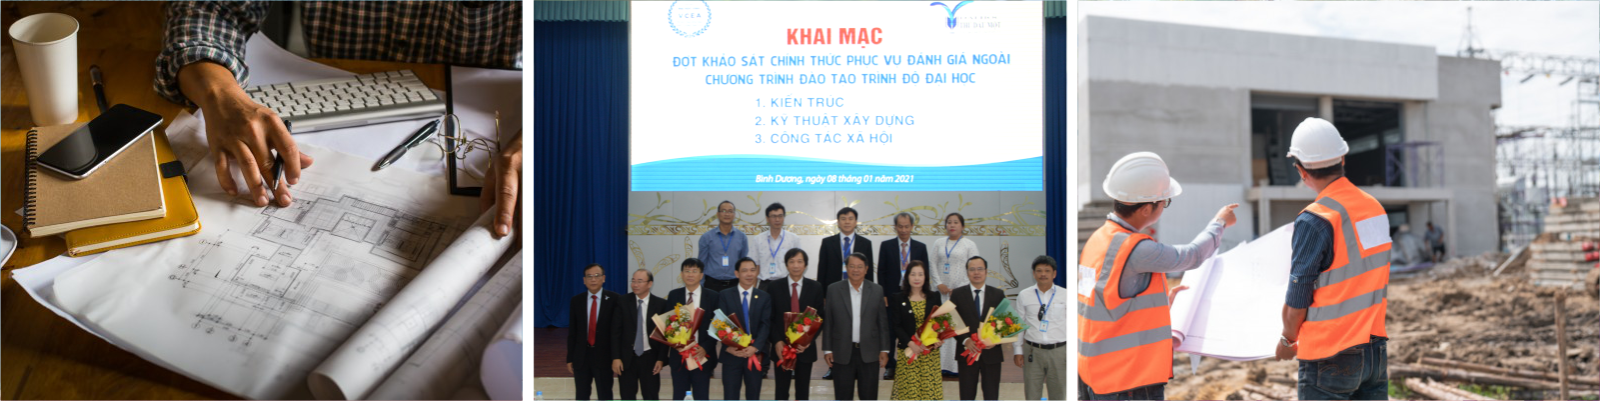 VCEA
KHAI MẠC
ĐỢT KHẢO SÁT CHÍNH THỨC PHỤC VỤ ĐÁNH GIÁ NGOÀI
CHƯƠNG TRÌNH ĐÀO TẠO TRÌNH ĐỘ ĐẠI HỌC
1. KIẾN TRÚC
2. KỸ THUẬT XÂY DỰNG
3. CÔNG TÁC XÃ HỘI
Bình Dương, ngày 08 tháng 01 năm 2021